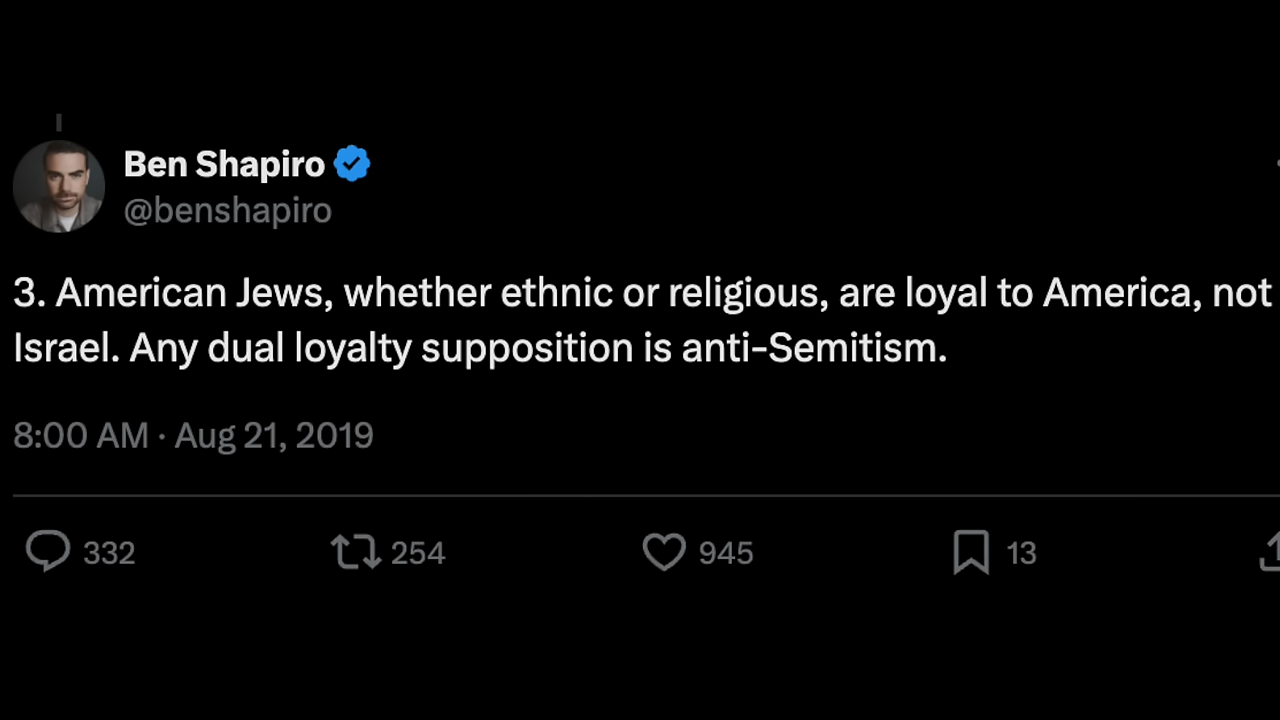 Ben Shapiro
@benshapiro
3. American Jews, whether ethnic or religious, are loyal to America, not
Israel. Any dual loyalty supposition is anti-Semitism.
8:00 AM · Aug 21, 2019
332 254 945 13